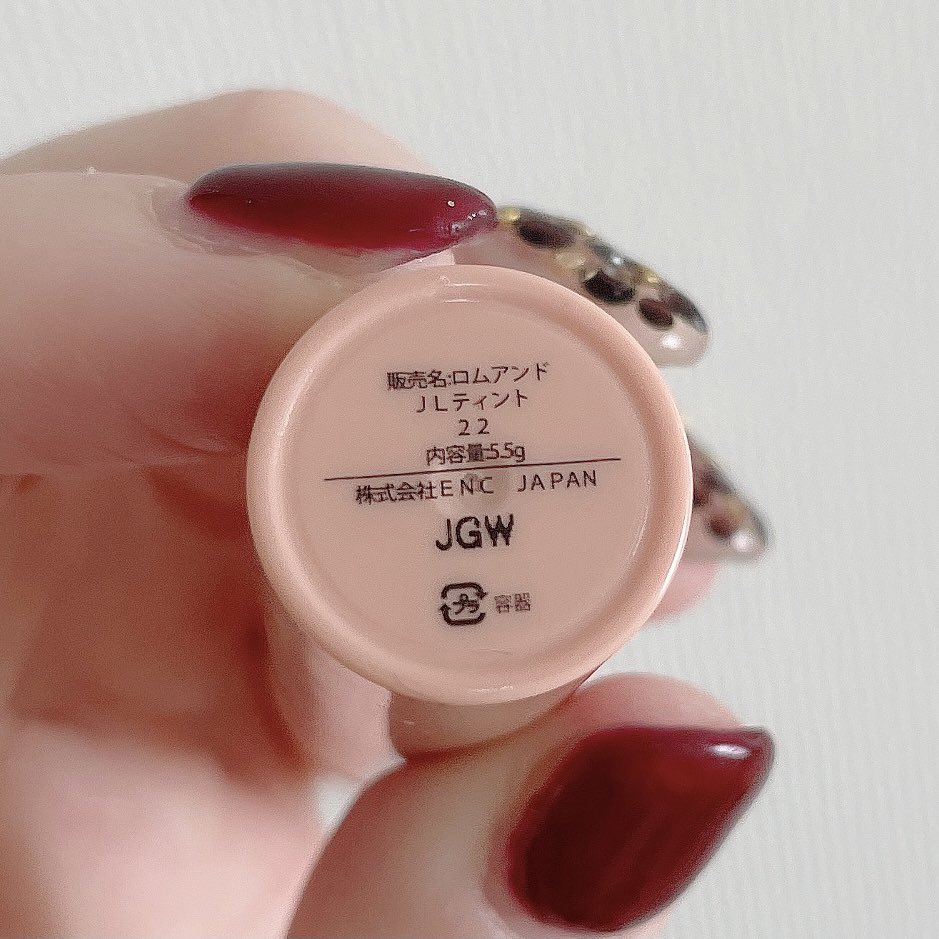 販売名:ロムアンド
JLティント
22
内容量:5.5g
株式会社ENC JAPAN
JGW
プラ 容器